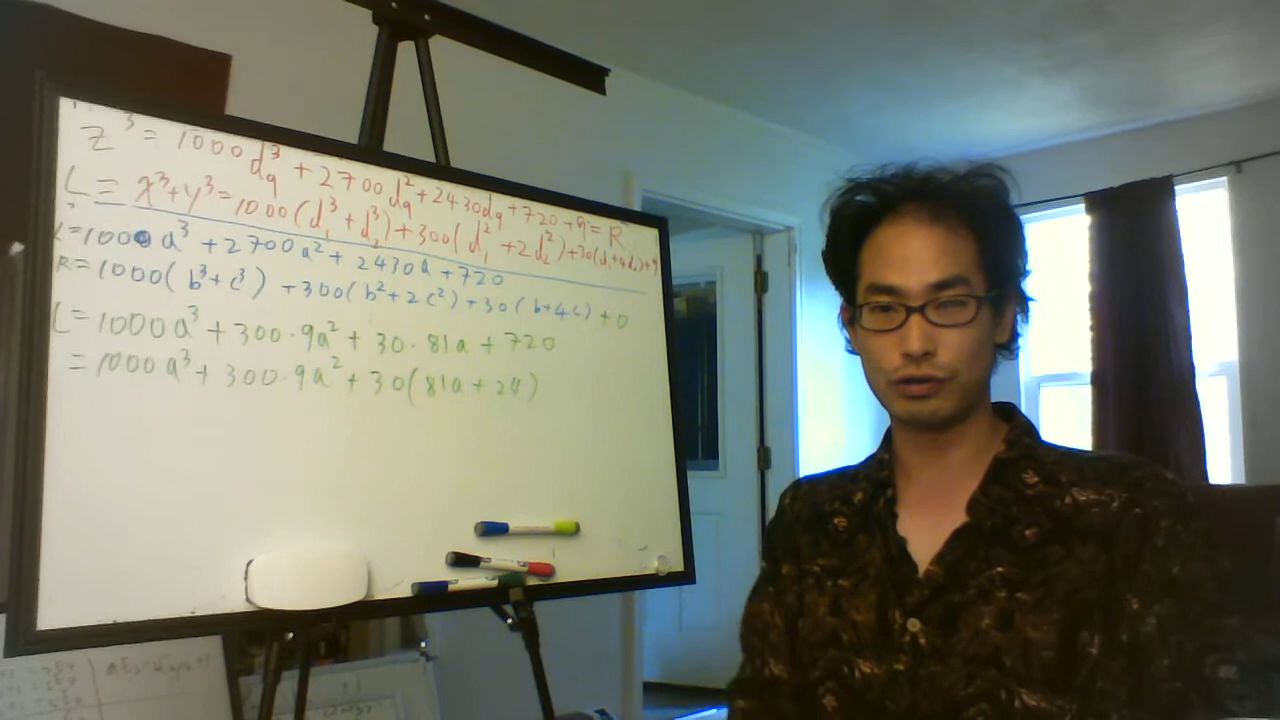 z³ = 1000d₉³ + 2700d₉² + 2430d₉ + 720 + 9 = R
L = x³+y³ = 1000(d₁³ + d₂³) + 300(d₁² + 2d₂²) + 30(d₁+4d₂)+9
L=1000a³ + 2700a² + 2430a + 720
R=1000(b³+c³) + 300(b²+2c²) + 30(b+4c) + 0
L=1000a³ + 300·9a² + 30·81a + 720
= 1000a³ + 300·9a² + 30(81a + 24)